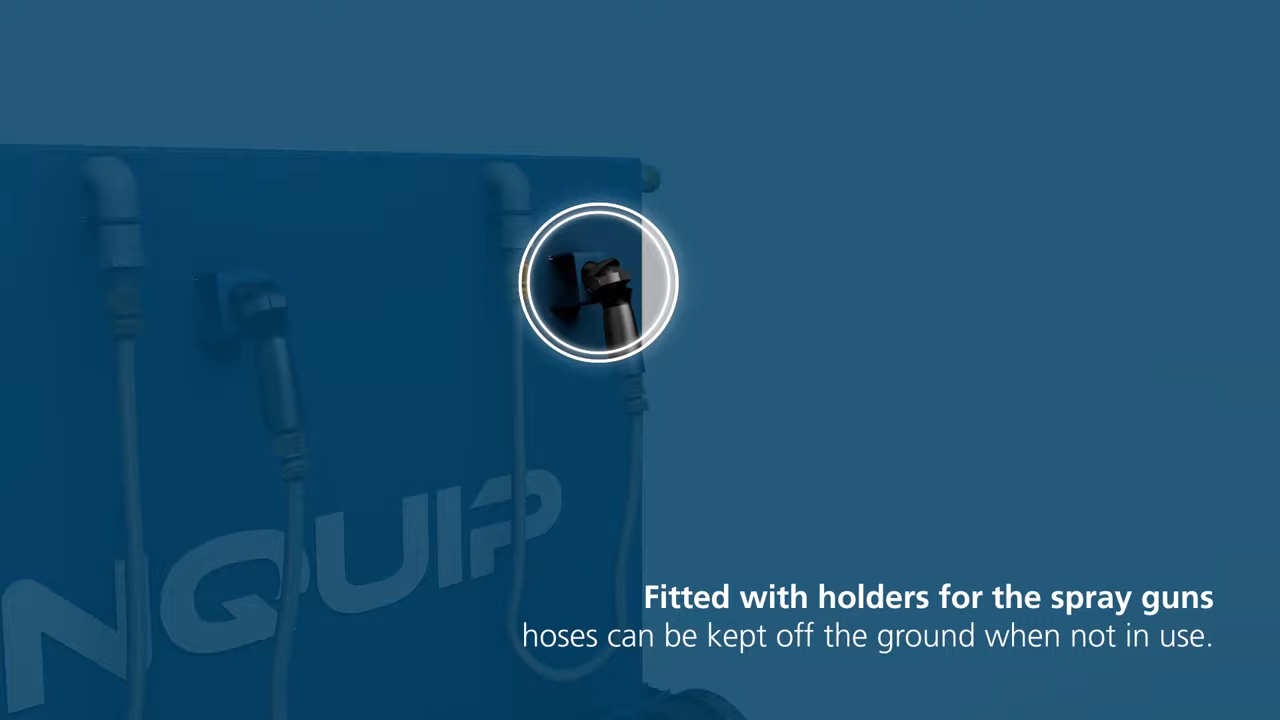 NQUIP
Fitted with holders for the spray guns
hoses can be kept off the ground when not in use.